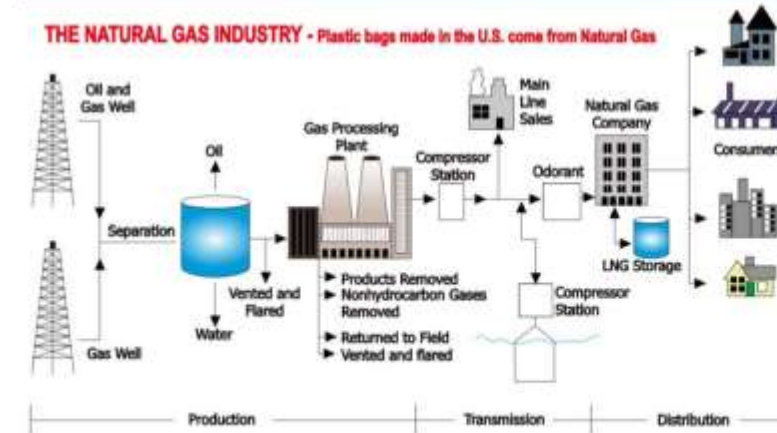 THE NATURAL GAS INDUSTRY - Plastic bags made in the U.S. come from Natural Gas
Oil and
Gas Well
Oil
Gas Processing
Plant
Compressor
Station
Main
Line
Sales
Odorant
Natural Gas
Company
Consumer
Separation
Vented and
Flared
Water
Gas Well
Products Removed
Nonhydrocarbon Gases
Removed
Returned to Field
Vented and flared
Compressor
Station
LNG Storage
Production
Transmission
Distribution